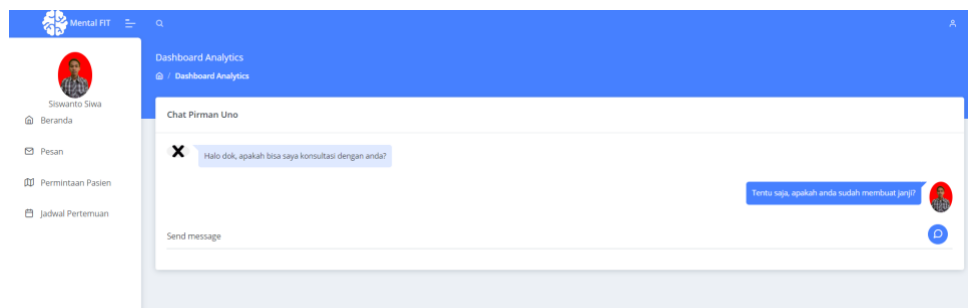 Mental FIT
Dashboard Analytics
/ Dashboard Analytics
Siswanto Siwa
Beranda
Pesan
Permintaan Pasien
Jadwal Pertemuan
Chat Pirman Uno
Halo dok, apakah bisa saya konsultasi dengan anda?
Tentu saja, apakah anda sudah membuat janji?
Send message